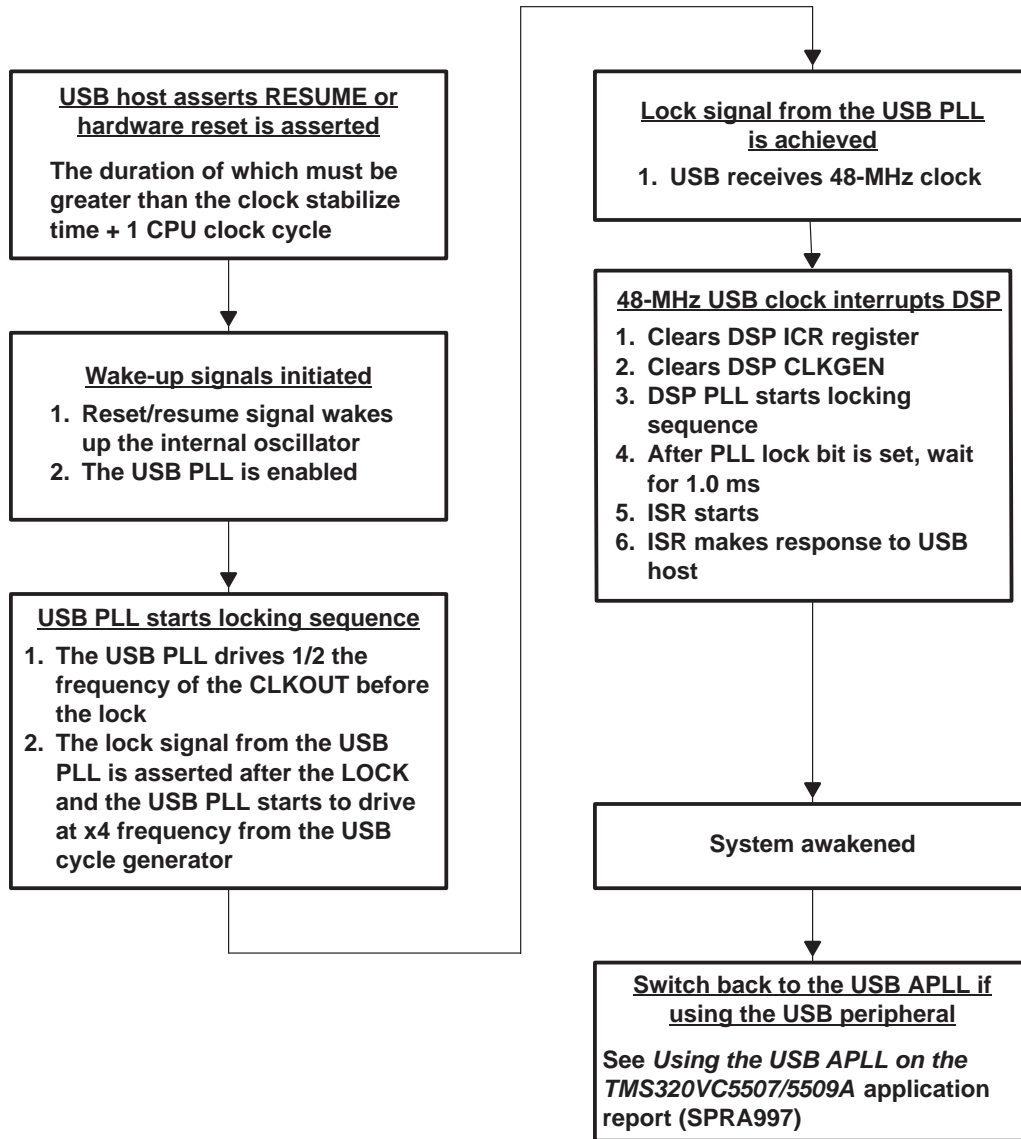 USB host asserts RESUME or
hardware reset is asserted
The duration of which must be
greater than the clock stabilize
time + 1 CPU clock cycle
Wake-up signals initiated
1. Reset/resume signal wakes
up the internal oscillator
2. The USB PLL is enabled
USB PLL starts locking sequence
1. The USB PLL drives 1/2 the
frequency of the CLKOUT before
the lock
2. The lock signal from the USB
PLL is asserted after the LOCK
and the USB PLL starts to drive
at x4 frequency from the USB
cycle generator
Lock signal from the USB PLL
is achieved
1. USB receives 48-MHz clock
48-MHz USB clock interrupts DSP
1. Clears DSP ICR register
2. Clears DSP CLKGEN
3. DSP PLL starts locking
sequence
4. After PLL lock bit is set, wait
for 1.0 ms
5. ISR starts
6. ISR makes response to USB
host
System awakened
Switch back to the USB APLL if
using the USB peripheral
See Using the USB APLL on the
TMS320VC5507/5509A application
report (SPRA997)